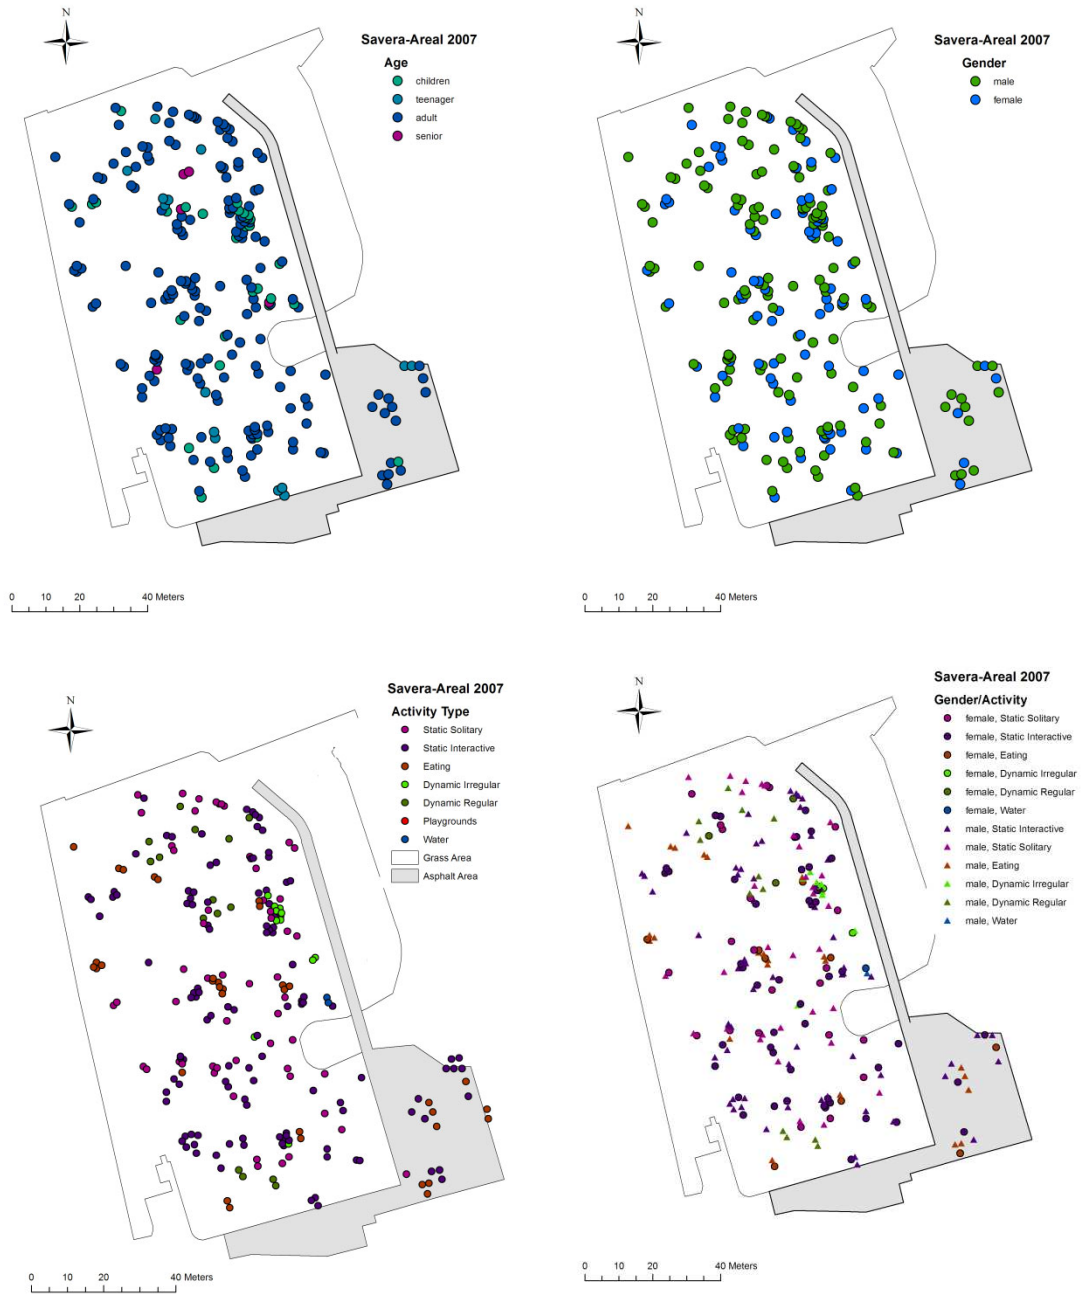 N
Savera-Areal 2007
Age
children
teenager
adult
senior
0 10 20 40 Meters
N
Savera-Areal 2007
Gender
male
female
0 10 20 40 Meters
N
Savera-Areal 2007
Activity Type
Static Solitary
Static Interactive
Eating
Dynamic Irregular
Dynamic Regular
Playgrounds
Water
Grass Area
Asphalt Area
0 10 20 40 Meters
N
Savera-Areal 2007
Gender/Activity
female, Static Solitary
female, Static Interactive
female, Eating
female, Dynamic Irregular
female, Dynamic Regular
female, Water
male, Static Interactive
male, Static Solitary
male, Eating
male, Dynamic Irregular
male, Dynamic Regular
male, Water
0 10 20 40 Meters